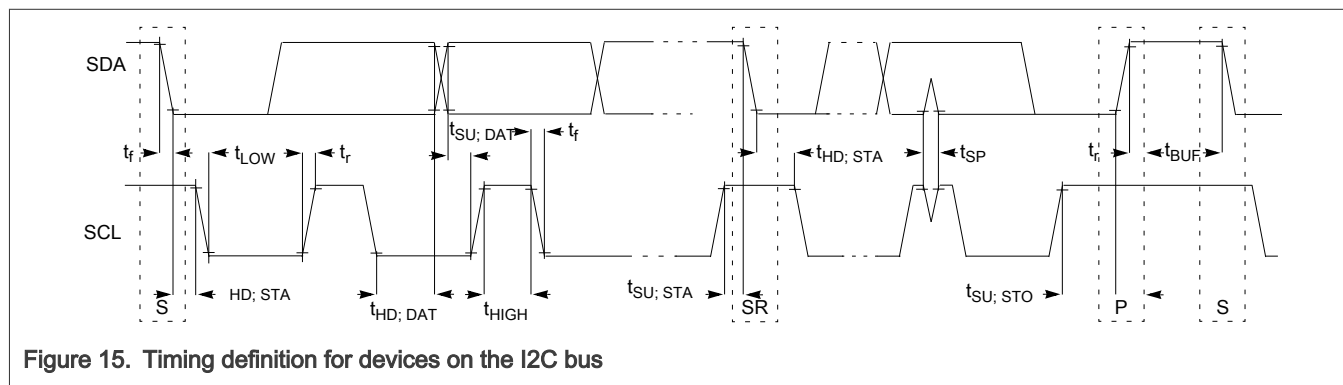 SDA
tSU; DAT
tf
tf
tLOW
tr
tHD; STA
tSP
tr
tBUF
SCL
HD; STA
tHD; DAT
tHIGH
tSU; STA
tSU; STO
S
SR
P
S
Figure 15. Timing definition for devices on the I2C bus